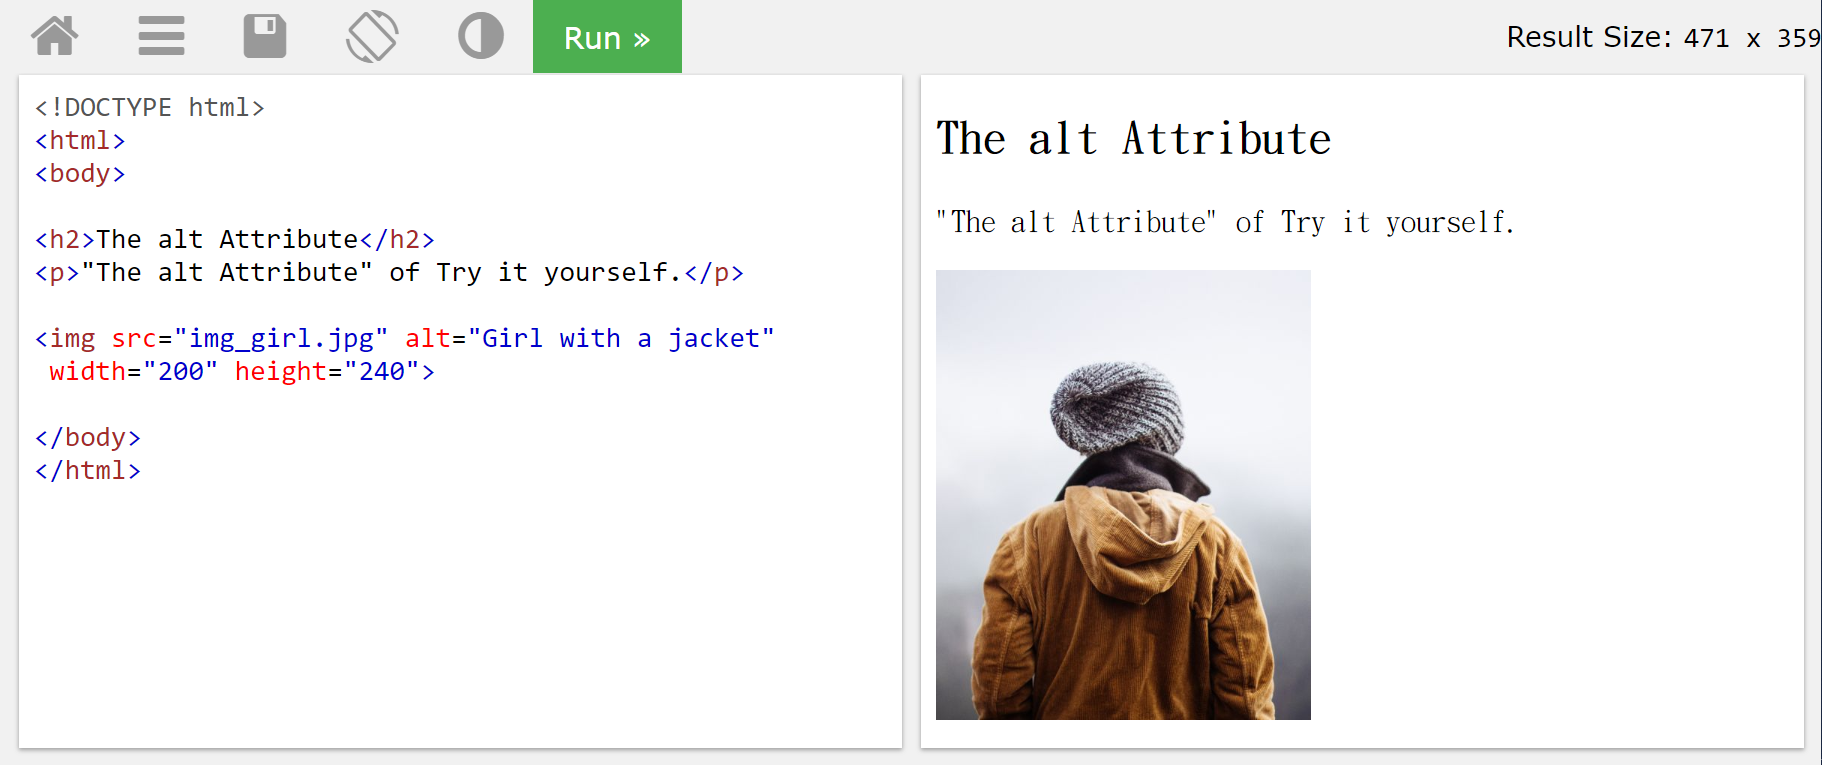 Run »
Result Size: 471 x 359
<!DOCTYPE html>
<html>
<body>
<h2>The alt Attribute</h2>
<p>"The alt Attribute" of Try it yourself.</p>
<img src="img_girl.jpg" alt="Girl with a jacket"
width="200" height="240">
</body>
</html>
The alt Attribute
"The alt Attribute" of Try it yourself.